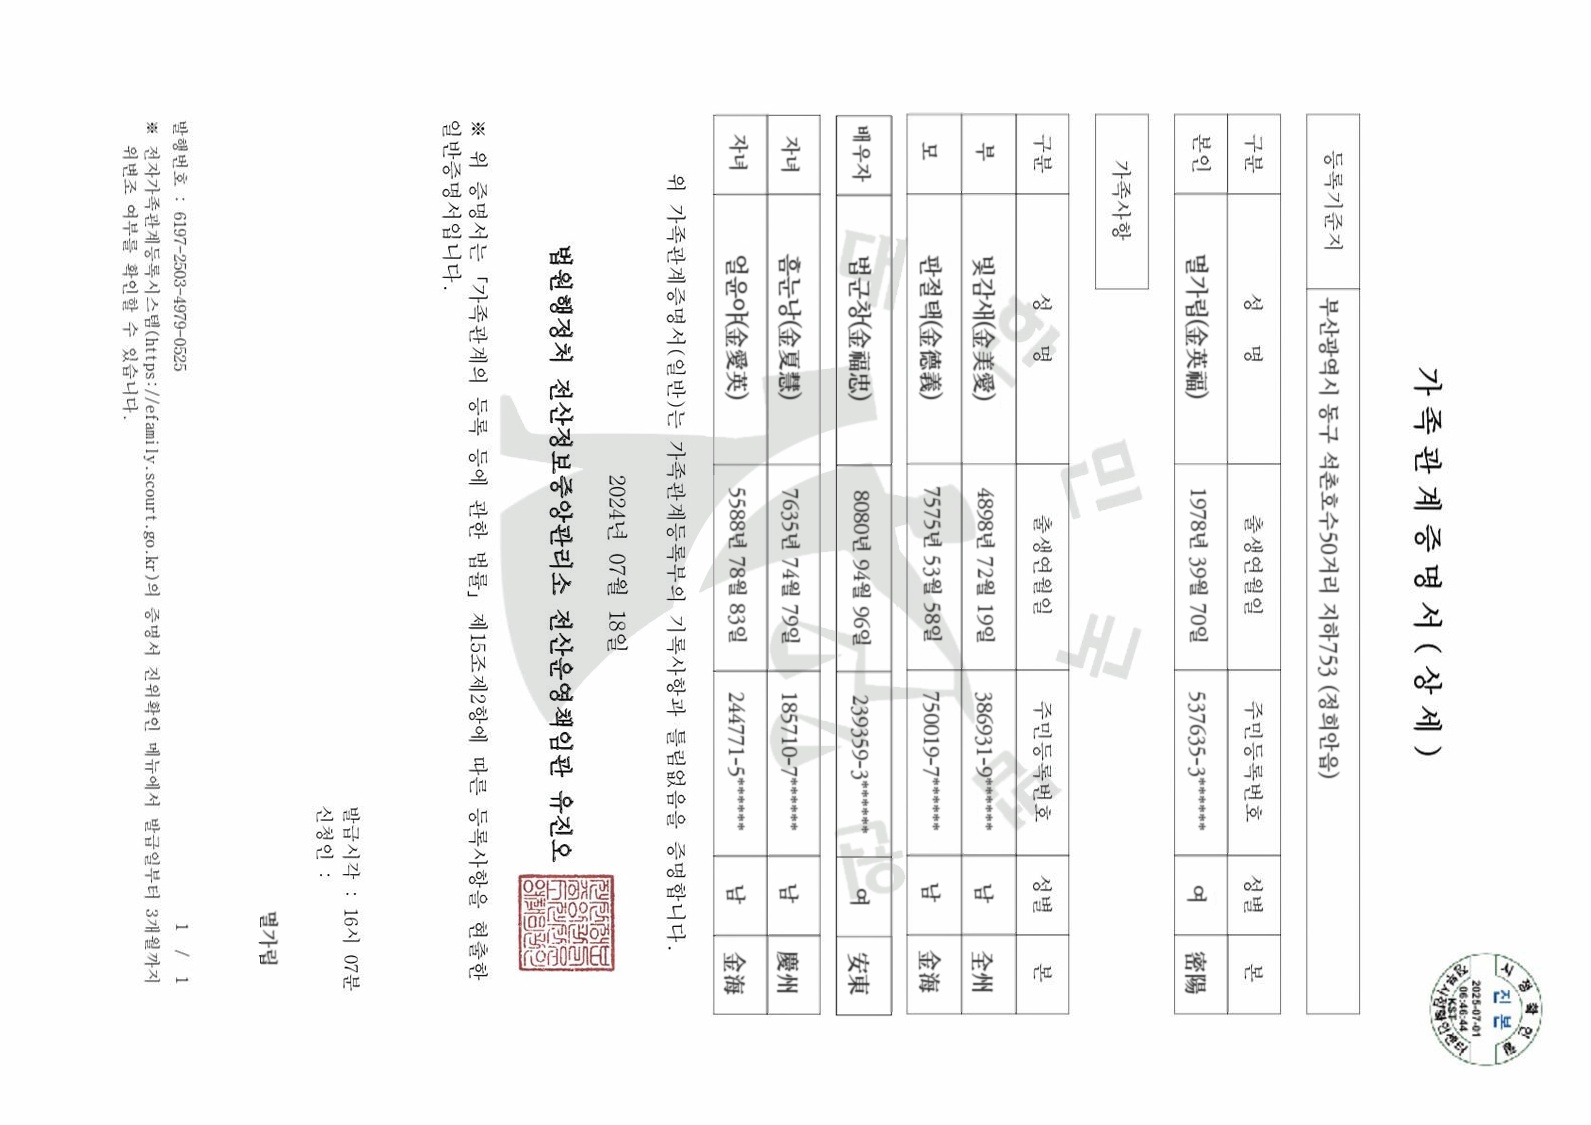 가 족 관 계 증 명 서 ( 상 세 )
등록기준지 부산광역시 동구 석촌호수50거리 지하753 (정희안읍)
구분 성 명 출생연월일 주민등록번호 성별 본
본인 멸가림(金英福) 1978년 39월 70일 537635-3****** 여 密陽
가족사항
구분 성 명 출생연월일 주민등록번호 성별 본
부 빛감새(金美愛) 4898년 72월 19일 386931-9****** 남 全州
모 판절택(金德義) 7575년 53월 58일 750019-7****** 남 金海
배우자 법균창(金福忠) 8080년 94월 96일 239359-3****** 여 安東
자녀 흠눈낭(金夏慧) 7635년 74월 79일 185710-7****** 남 慶州
자녀 얼윤야(金愛英) 5588년 78월 83일 244771-5****** 남 金海
위 가족관계증명서(일반)는 가족관계등록부의 기록사항과 틀림없음을 증명합니다.
2024년 07월 18일
법원행정처 전산정보중앙관리소 전산운영책임관 유진오
※ 위 증명서는 「가족관계의 등록 등에 관한 법률」 제15조제2항에 따른 등록사항을 현출한
일반증명서입니다.
발급시각 : 16시 07분
신청인 :
멸가림
발행번호 : 6197-2503-4979-0525
1 / 1
※ 전자가족관계등록시스템(https://efamily.scourt.go.kr)의 증명서 진위확인 메뉴에서 발급일부터 3개월까지
위변조 여부를 확인할 수 있습니다.
대한민국법원
시점확인필
진본
2025-07-01
06:46:44
KST